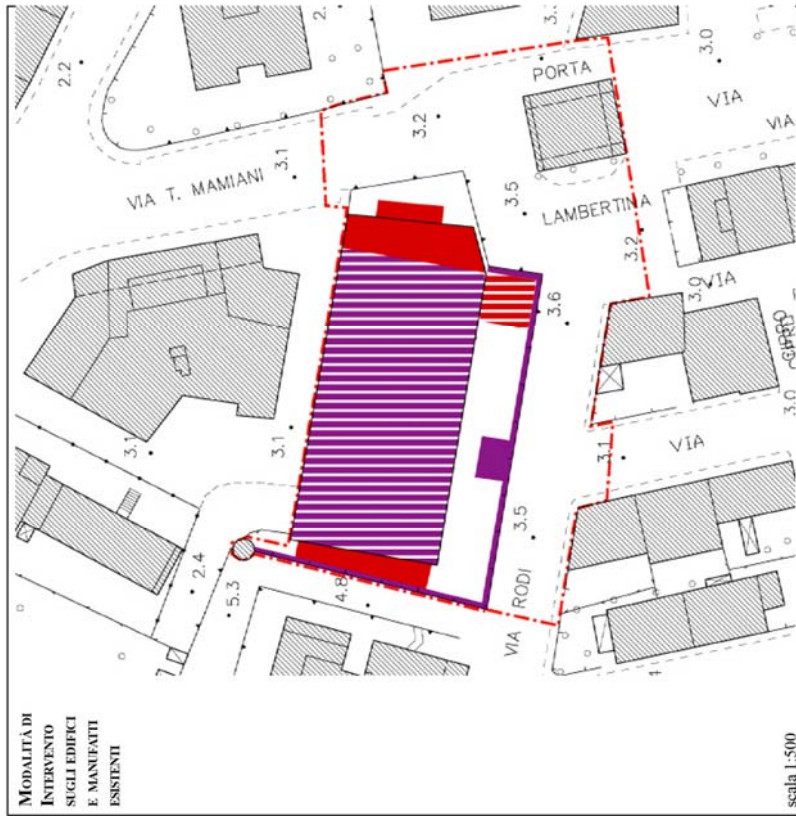 MODALITÀ DI
INTERVENTO
SUGLI EDIFICI
E MANUFATTI
ESISTENTI
2.2
3.0
PORTA
VIA
3.2
VIA
3.1
VIA T. MAMIANI
3.5
LAMBERTINA
3.2
VIA
3.0
3.6
CIPRO
3.0
3.1
3.1
3.1
VIA
3.5
2.4
5.3
4.8
RODI
VIA
scala 1:500